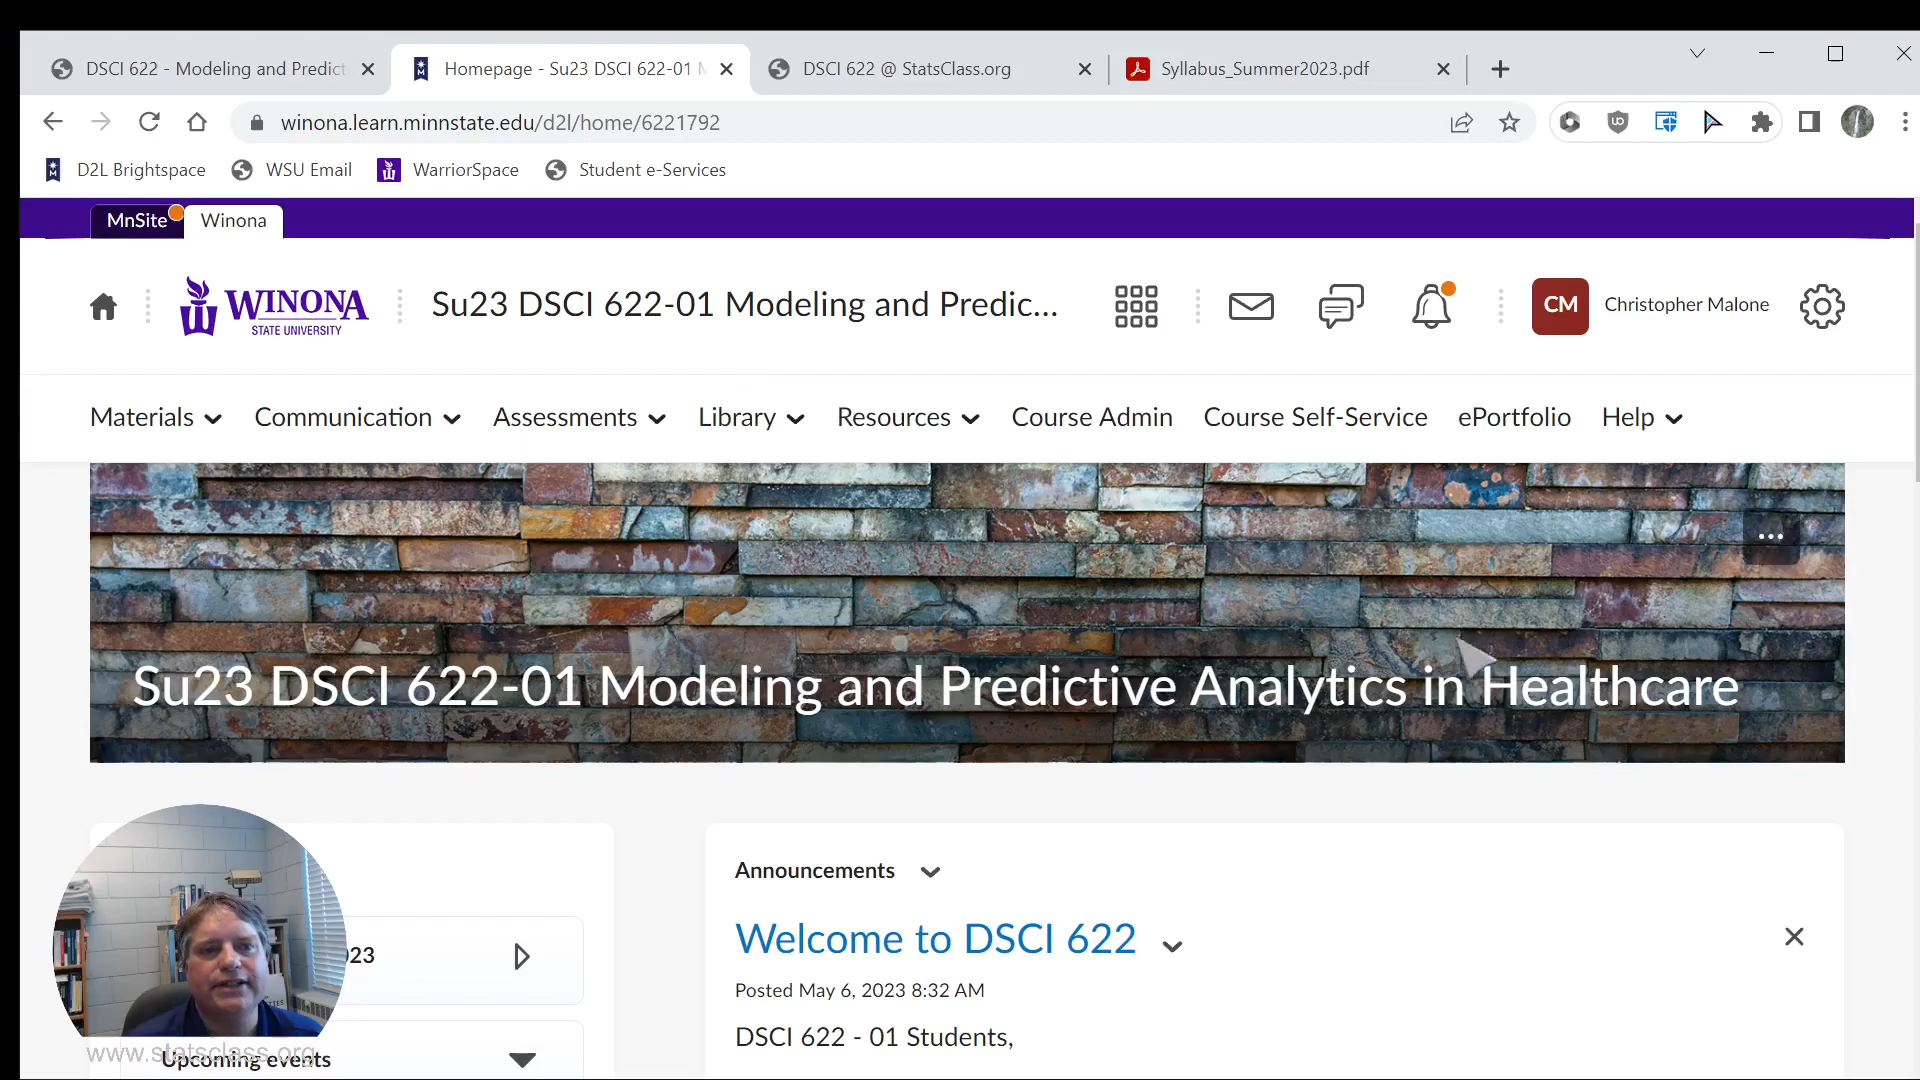 DSCI 622 - Modeling and Predict
Homepage - Su23 DSCI 622-01 M
DSCI 622 @ StatsClass.org
Syllabus_Summer2023.pdf
winona.learn.minnstate.edu/d2l/home/6221792
D2L Brightspace
WSU Email
WarriorSpace
Student e-Services
MnSite
Winona
WINONA
STATE UNIVERSITY
Su23 DSCI 622-01 Modeling and Predic...
CM
Christopher Malone
Materials
Communication
Assessments
Library
Resources
Course Admin
Course Self-Service
ePortfolio
Help
Su23 DSCI 622-01 Modeling and Predictive Analytics in Healthcare
Announcements
Welcome to DSCI 622
Posted May 6, 2023 8:32 AM
DSCI 622 - 01 Students,
023
Upcoming events
www.statsclass.org